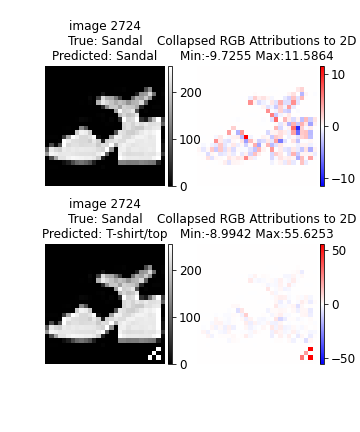 image 2724
True: Sandal
Predicted: Sandal
Collapsed RGB Attributions to 2D
Min:-9.7255 Max:11.5864
200
100
0
10
0
−10
image 2724
True: Sandal
Predicted: T-shirt/top
Collapsed RGB Attributions to 2D
Min:-8.9942 Max:55.6253
200
100
0
50
0
−50